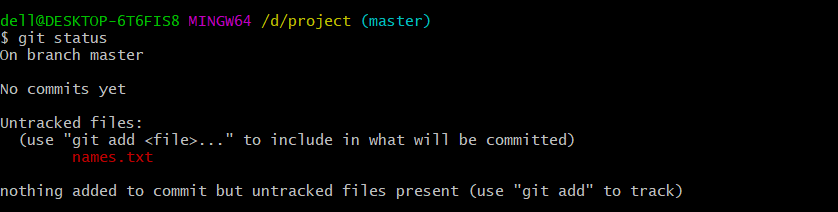 dell@DESKTOP-6T6FIS8 MINGW64 /d/project (master)
$ git status
On branch master
No commits yet
Untracked files:
(use "git add <file>..." to include in what will be committed)
names.txt
nothing added to commit but untracked files present (use "git add" to track)